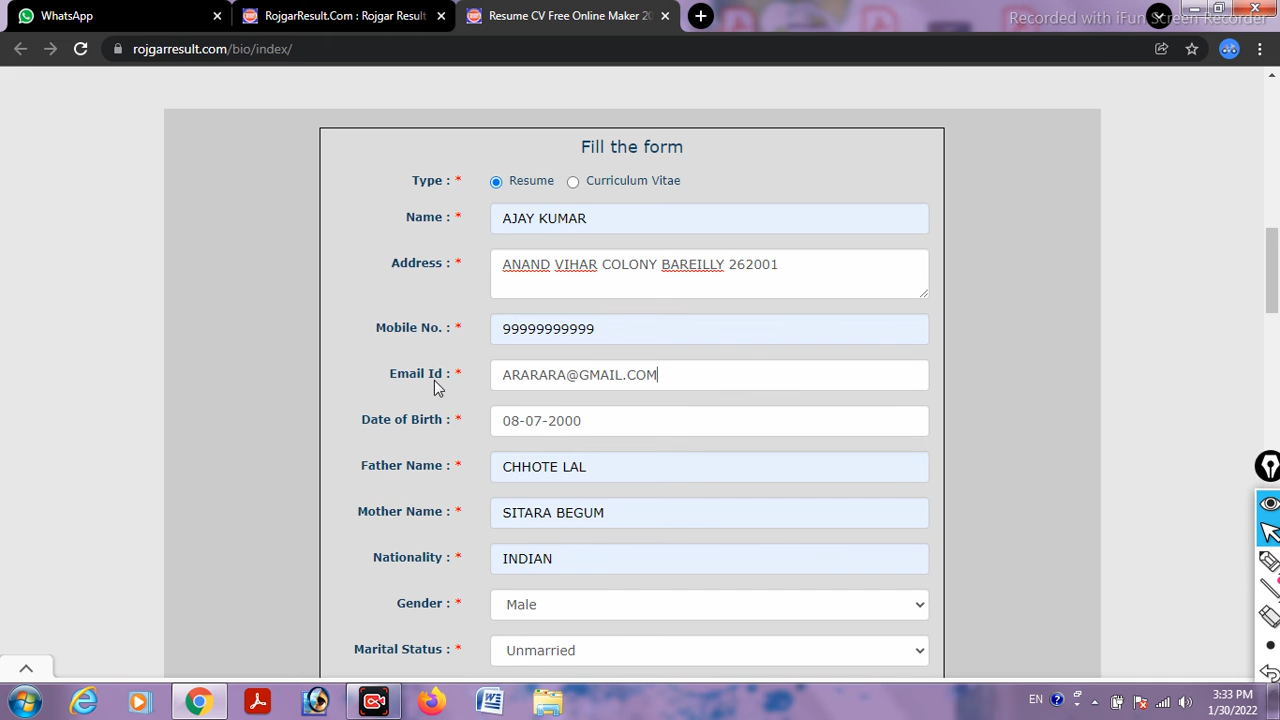 WhatsApp
RojgarResult.Com : Rojgar Result
Resume CV Free Online Maker 20
Recorded with iFun Screen Recorder
rojgarresult.com/bio/index/
Fill the form
Type : * Resume Curriculum Vitae
Name : * AJAY KUMAR
Address : * ANAND VIHAR COLONY BAREILLY 262001
Mobile No. : * 99999999999
Email Id : * ARARARA@GMAIL.COM
Date of Birth : * 08-07-2000
Father Name : * CHHOTE LAL
Mother Name : * SITARA BEGUM
Nationality : * INDIAN
Gender : * Male
Marital Status : * Unmarried
EN
3:33 PM
1/30/2022